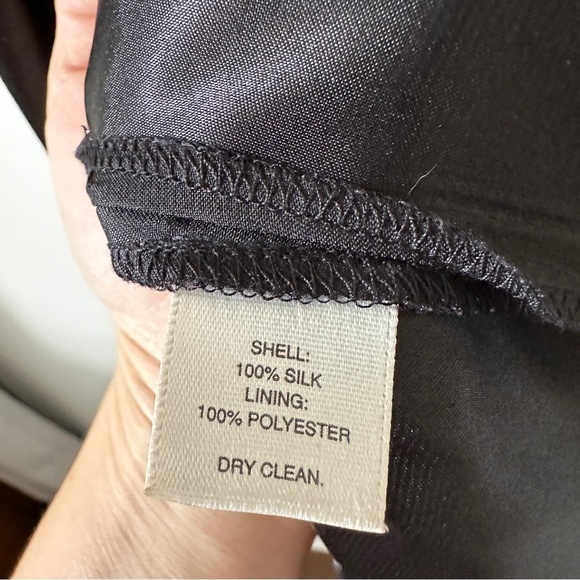 SHELL:
100% SILK
LINING:
100% POLYESTER
DRY CLEAN.